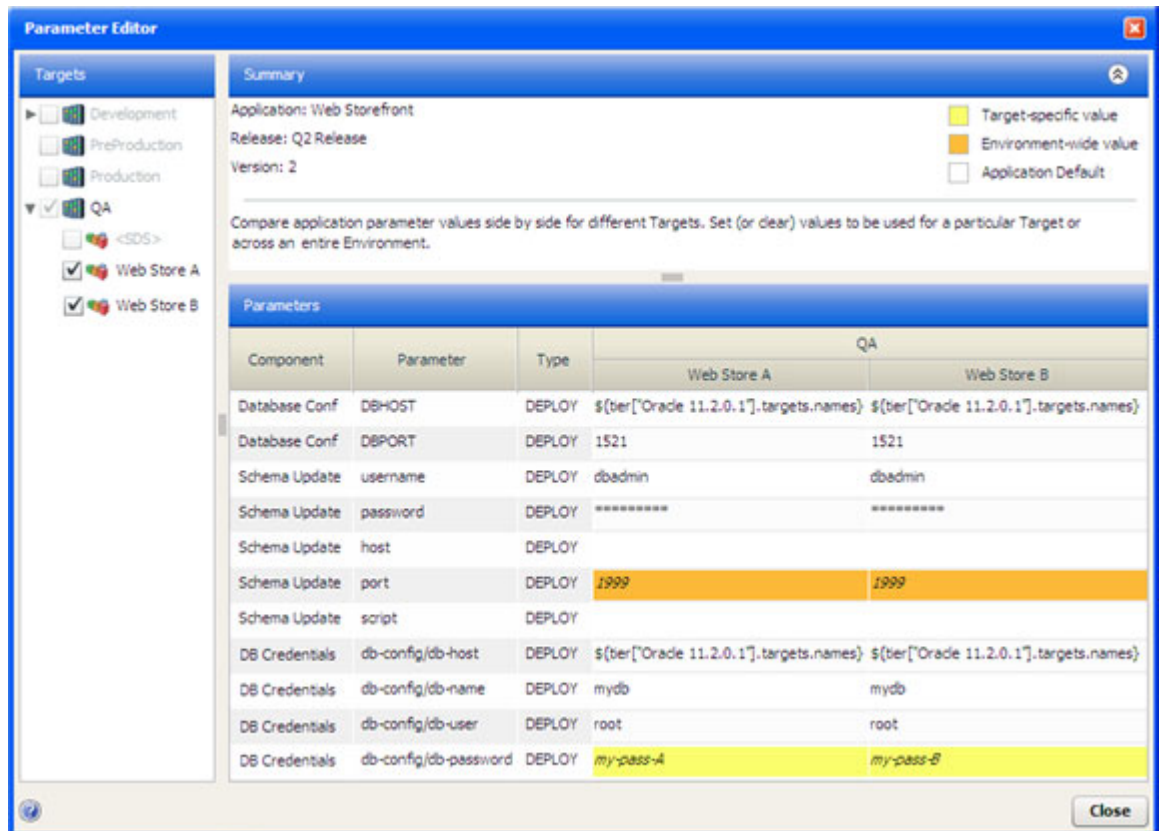 Parameter Editor
Targets
Development
PreProduction
Production
QA
<SDS>
Web Store A
Web Store B
Summary
Application: Web Storefront
Release: Q2 Release
Version: 2
Target-specific value
Environment-wide value
Application Default
Compare application parameter values side by side for different Targets. Set (or clear) values to be used for a particular Target or
across an entire Environment.
Parameters
Component Parameter Type QA
Web Store A Web Store B
Database Conf DBHOST DEPLOY ${tier["Oracle 11.2.0.1"].targets.names} ${tier["Oracle 11.2.0.1"].targets.names}
Database Conf DBPORT DEPLOY 1521 1521
Schema Update username DEPLOY dbadmin dbadmin
Schema Update password DEPLOY ********* *********
Schema Update host DEPLOY
Schema Update port DEPLOY 1999 1999
Schema Update script DEPLOY
DB Credentials db-config/db-host DEPLOY ${tier["Oracle 11.2.0.1"].targets.names} ${tier["Oracle 11.2.0.1"].targets.names}
DB Credentials db-config/db-name DEPLOY mydb mydb
DB Credentials db-config/db-user DEPLOY root root
DB Credentials db-config/db-password DEPLOY my-pass-A my-pass-B
Close